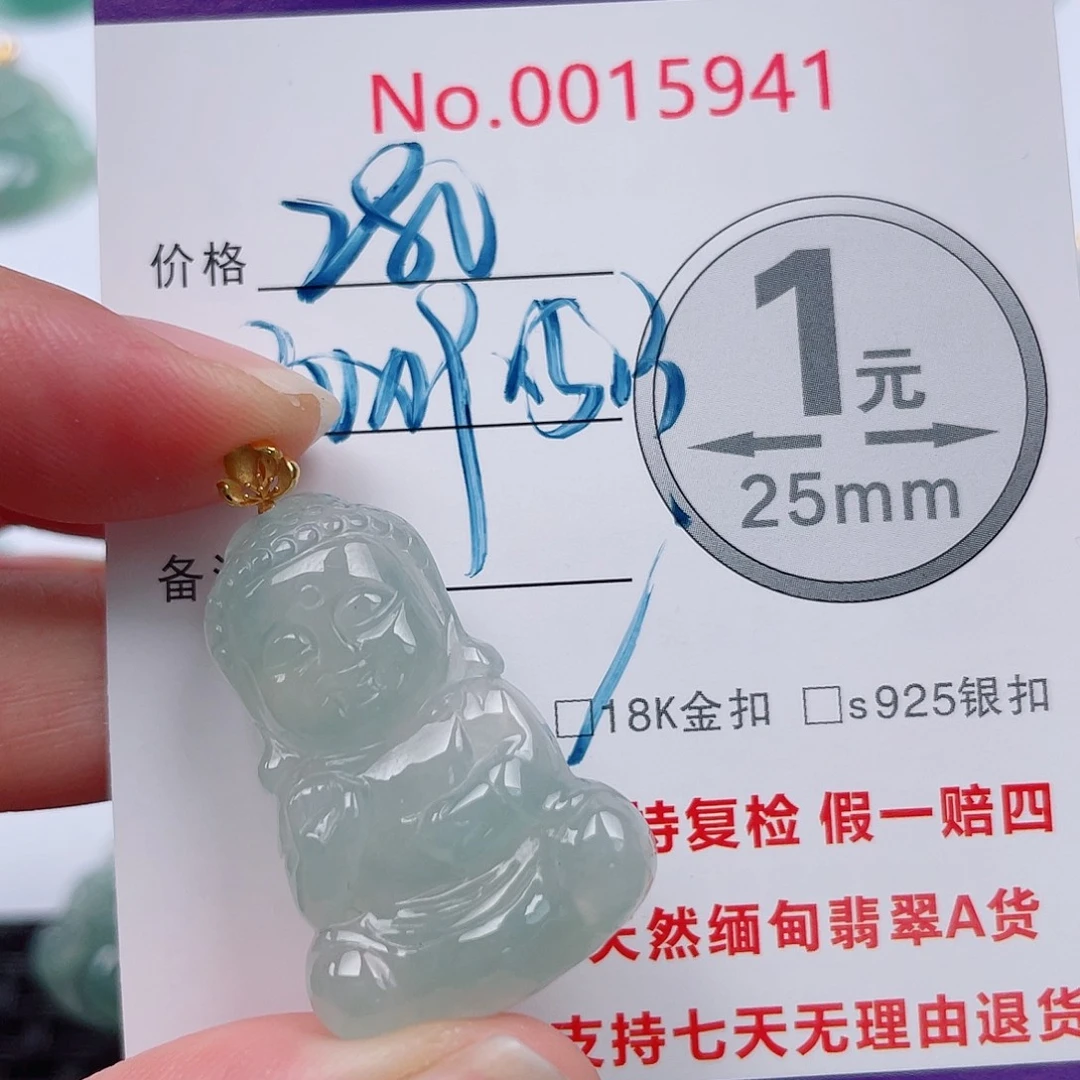 No.0015941
价格 280
1元
25mm
备
18K金扣 s925银扣
持复检 假一赔四
天然缅甸翡翠A货
支持七天无理由退货